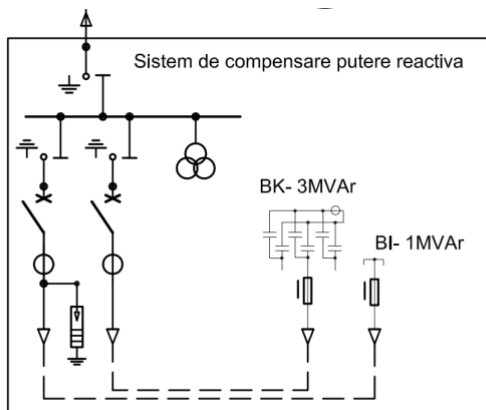 Sistem de compensare putere reactiva
BK- 3MVAr
BI- 1MVAr